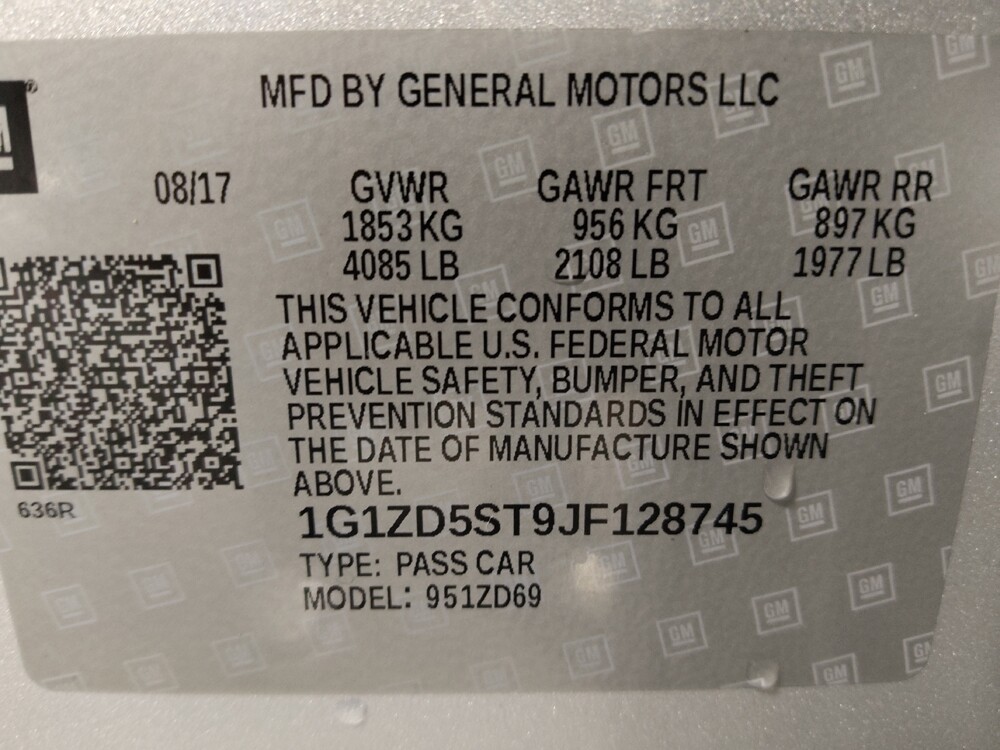 MFD BY GENERAL MOTORS LLC
08/17 GVWR GAWR FRT GAWR RR
1853 KG 956 KG 897 KG
4085 LB 2108 LB 1977 LB
THIS VEHICLE CONFORMS TO ALL
APPLICABLE U.S. FEDERAL MOTOR
VEHICLE SAFETY, BUMPER, AND THEFT
PREVENTION STANDARDS IN EFFECT ON
THE DATE OF MANUFACTURE SHOWN
ABOVE.
636R
1G1ZD5ST9JF128745
TYPE: PASS CAR
MODEL: 951ZD69